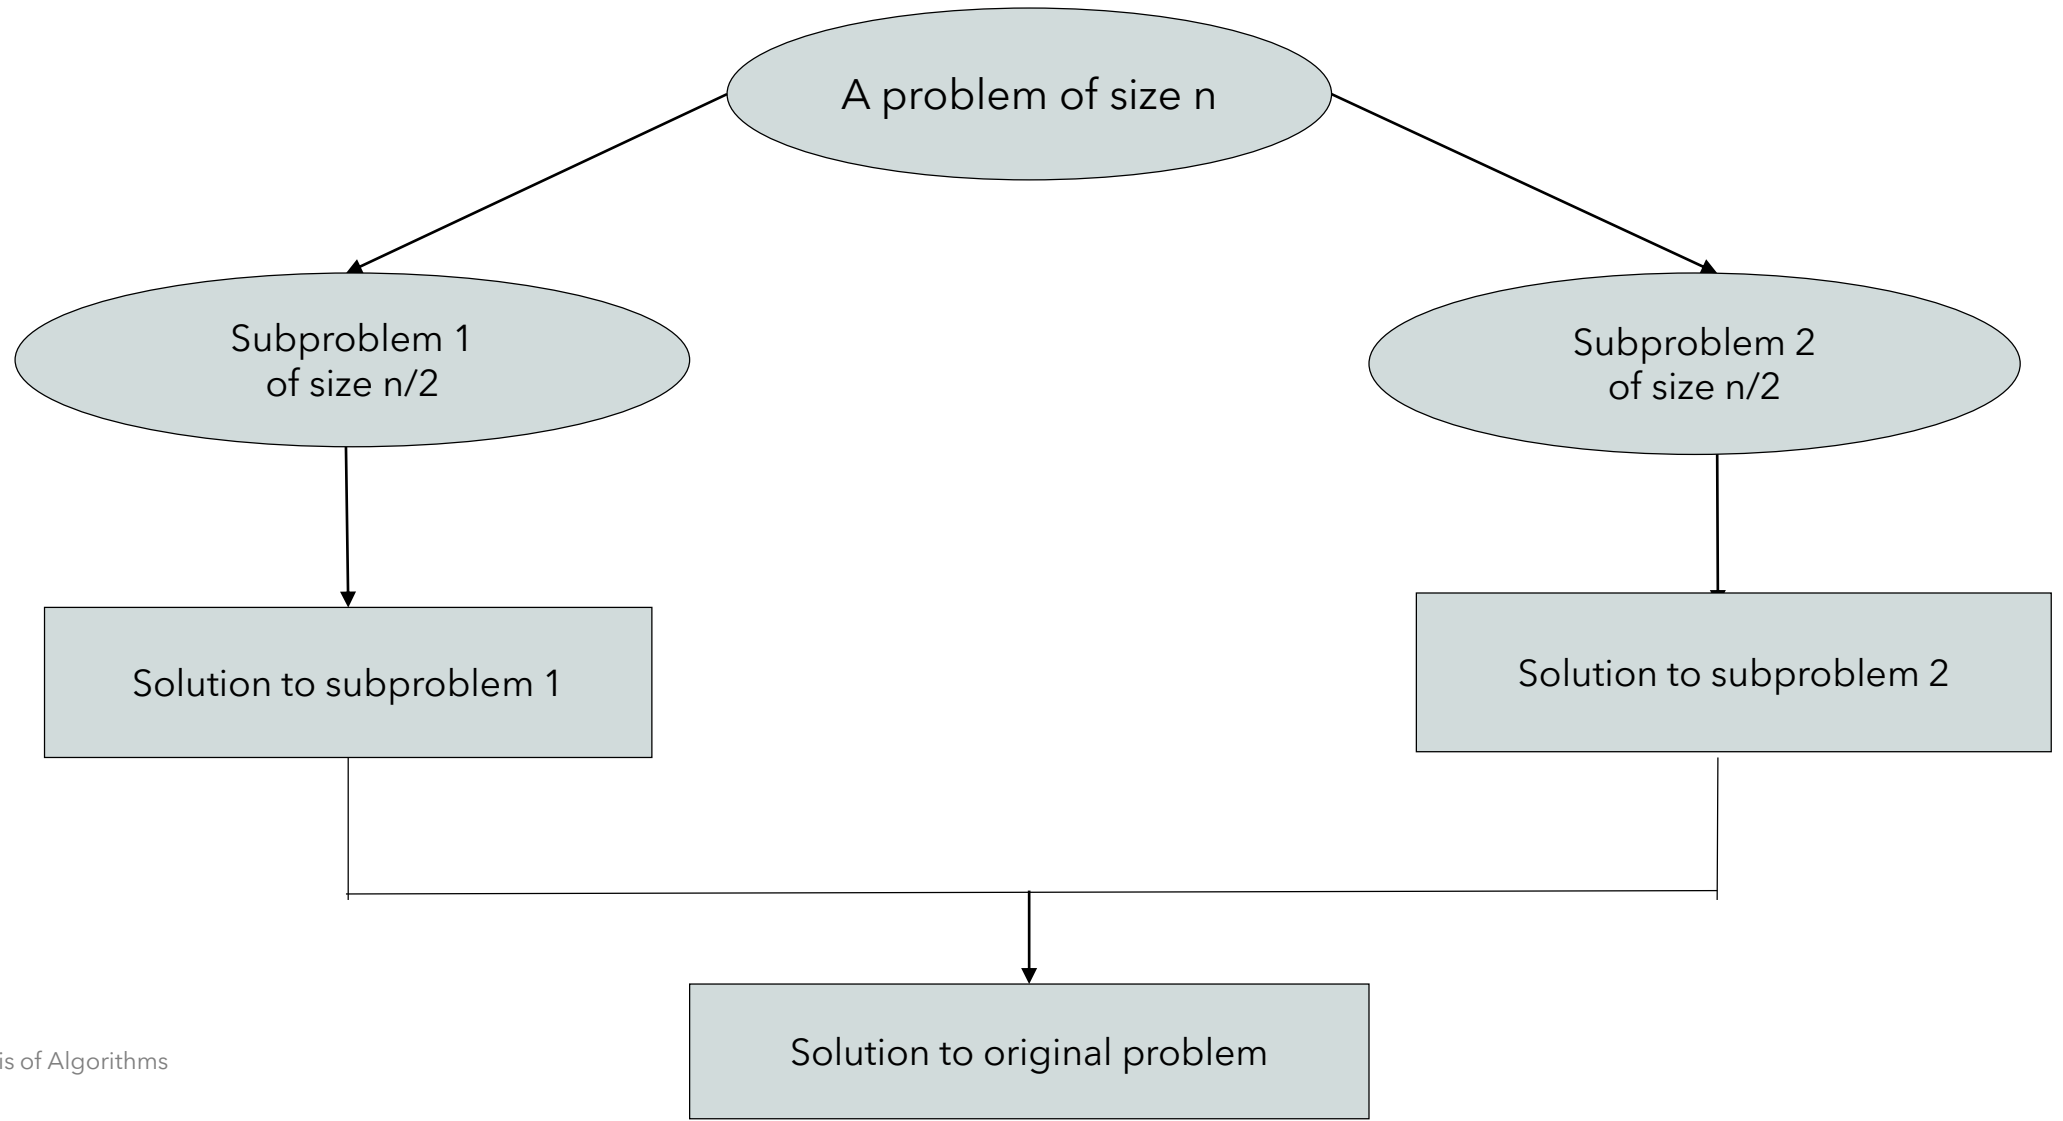 A problem of size n
Subproblem 1
of size n/2
Subproblem 2
of size n/2
Solution to subproblem 1
Solution to subproblem 2
Solution to original problem
of Algorithms